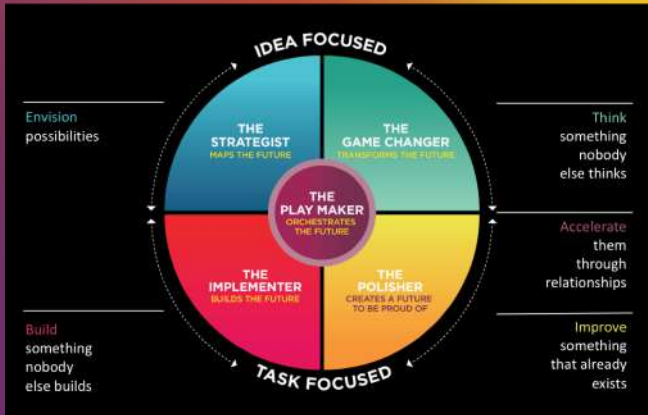 IDEA FOCUSED
Envision
possibilities
THE
STRATEGIST
MAPS THE FUTURE
THE
GAME CHANGER
TRANSFORMS THE FUTURE
Think
something
nobody
else thinks
THE
PLAY MAKER
ORCHESTRATES
THE FUTURE
Accelerate
them
through
relationships
THE
IMPLEMENTER
BUILDS THE FUTURE
THE
POLISHER
CREATES A FUTURE
TO BE PROUD OF
Build
something
nobody
else builds
Improve
something
that already
exists
TASK FOCUSED